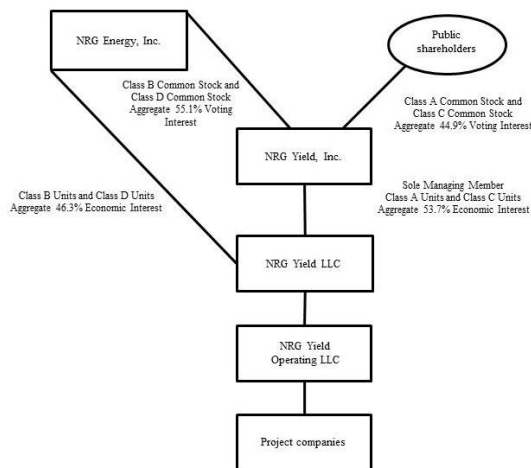 NRG Energy, Inc.
Public
shareholders
Class B Common Stock and
Class D Common Stock
Aggregate 55.1% Voting
Interest
Class A Common Stock and
Class C Common Stock
Aggregate 44.9% Voting Interest
NRG Yield, Inc.
Class B Units and Class D Units
Aggregate 46.3% Economic Interest
Sole Managing Member
Class A Units and Class C Units
Aggregate 53.7% Economic Interest
NRG Yield LLC
NRG Yield
Operating LLC
Project companies